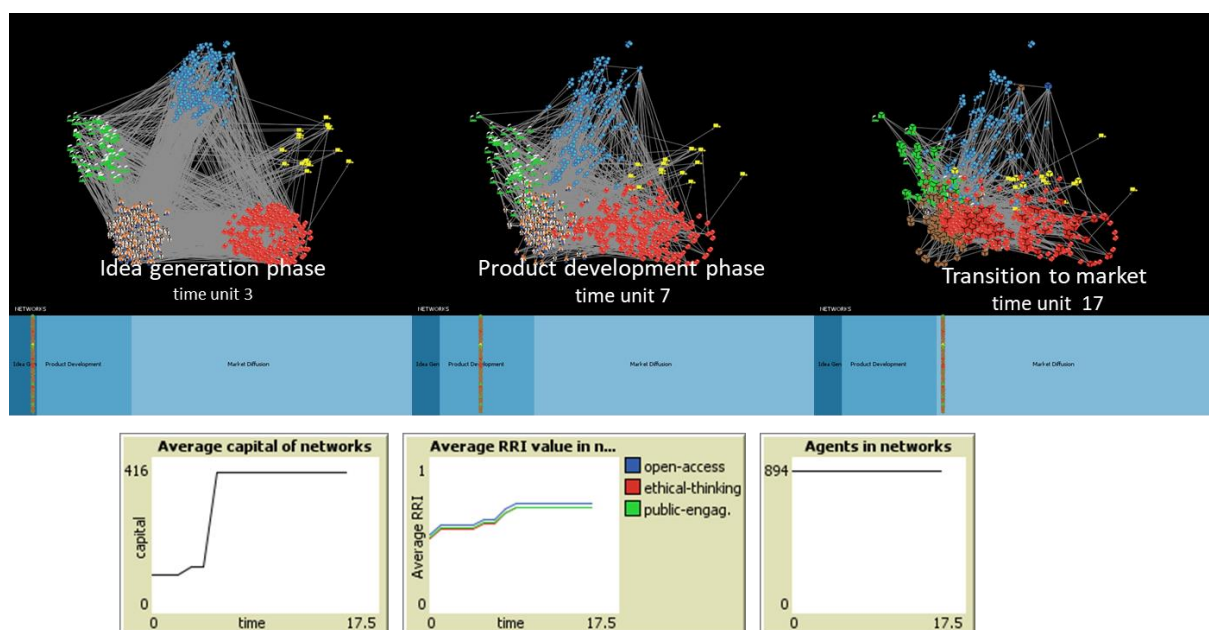 Idea generation phase
time unit 3
Product development phase
time unit 7
Transition to market
time unit 17
NETWORKS
NETWORKS
NETWORKS
Idea Gen
Product Development
Market Diffusion
Idea Gen
Product Development
Market Diffusion
Product Development
Market Diffusion
Average capital of networks
416
capital
0
0
time
17.5
Average RRI value in n...
1
Average RRI
0
0
time
17.5
open-access
ethical-thinking
public-engag.
Agents in networks
894
0
0
17.5